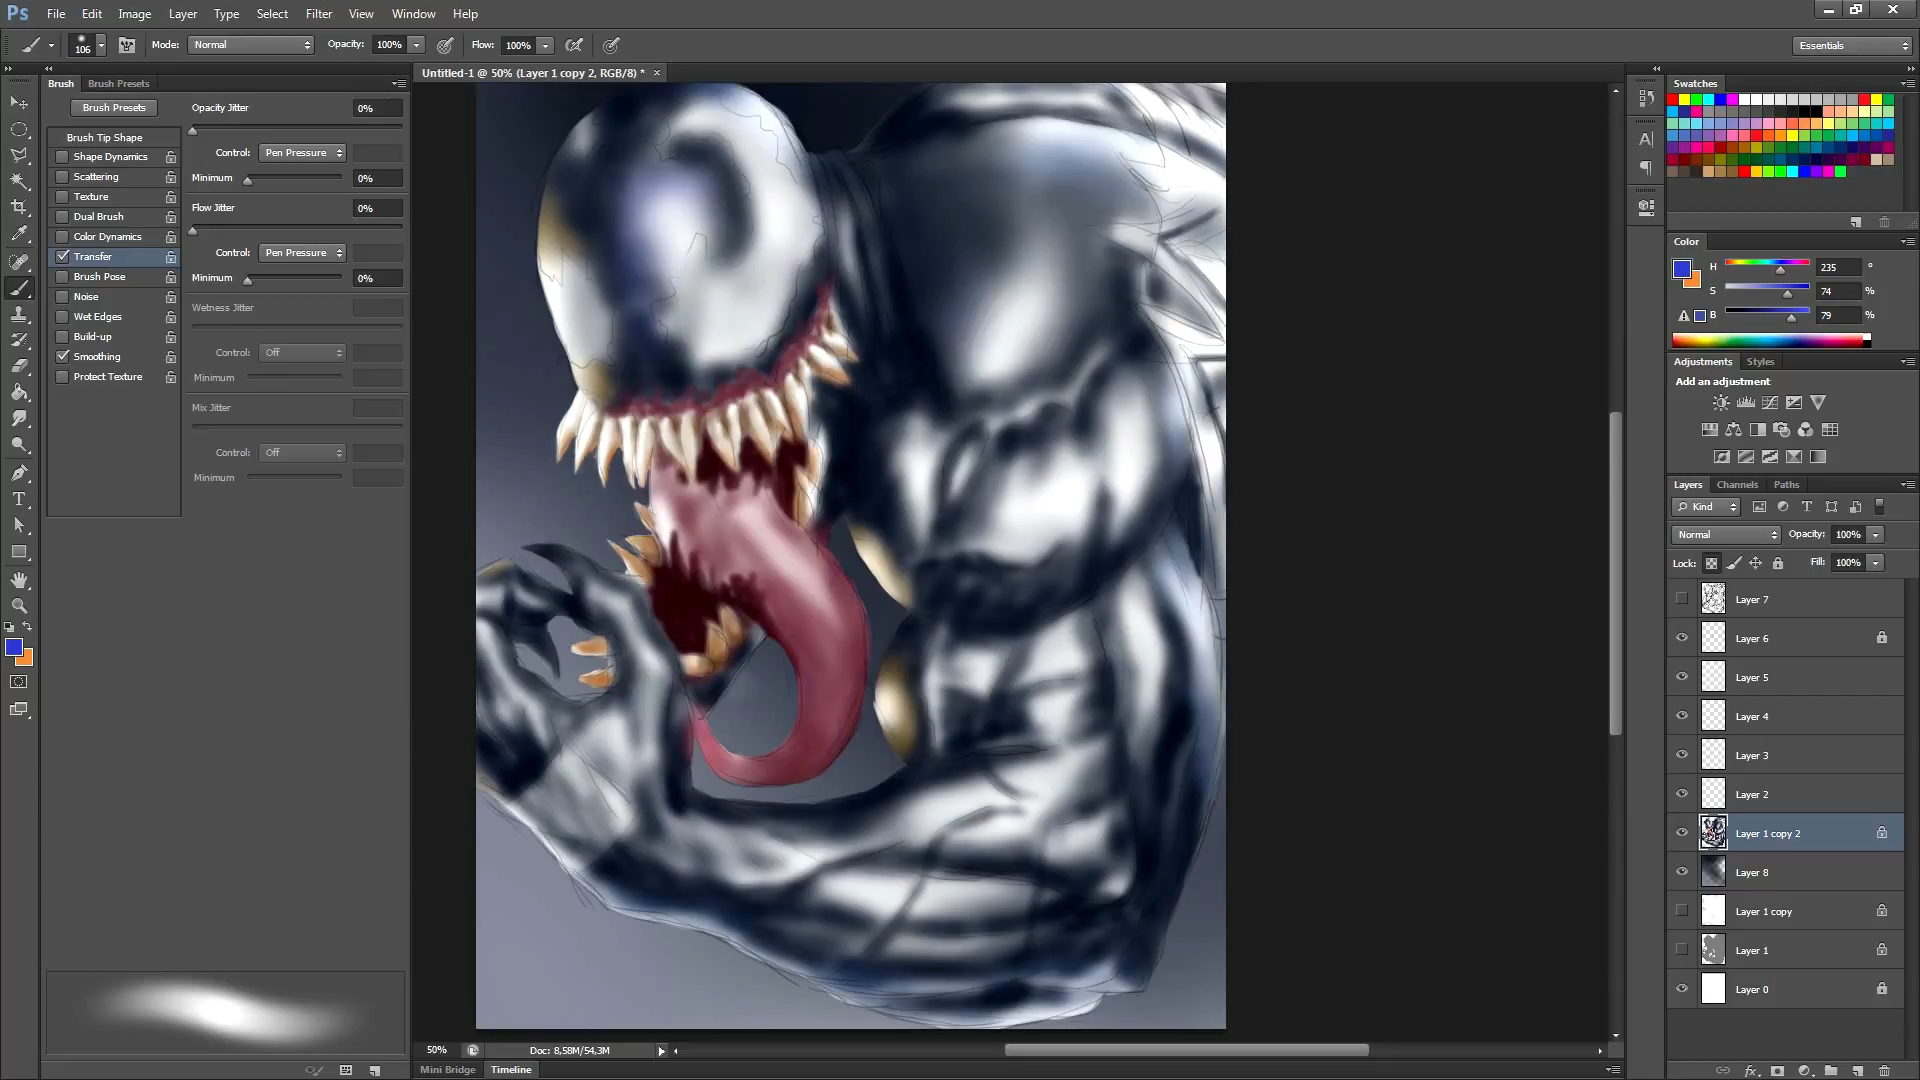 Ps File Edit Image Layer Type Select Filter View Window Help
106 Mode: Normal Opacity: 100% Flow: 100% Essentials
Brush Brush Presets
Untitled-1 @ 50% (Layer 1 copy 2, RGB/8) * ×
Brush Presets
Brush Tip Shape
Shape Dynamics
Scattering
Texture
Dual Brush
Color Dynamics
Transfer
Brush Pose
Noise
Wet Edges
Build-up
Smoothing
Protect Texture
Opacity Jitter 0%
Control: Pen Pressure
Minimum 0%
Flow Jitter 0%
Control: Pen Pressure
Minimum 0%
Wetness Jitter
Control: Off
Minimum
Mix Jitter
Control: Off
Minimum
Swatches
Color
H 235 °
S 74 %
B 79 %
Adjustments Styles
Add an adjustment
Layers Channels Paths
Kind
Normal Opacity: 100%
Lock: Fill: 100%
Layer 7
Layer 6
Layer 5
Layer 4
Layer 3
Layer 2
Layer 1 copy 2
Layer 8
Layer 1 copy
Layer 1
Layer 0
50% Doc: 8,58M/54,3M
Mini Bridge Timeline